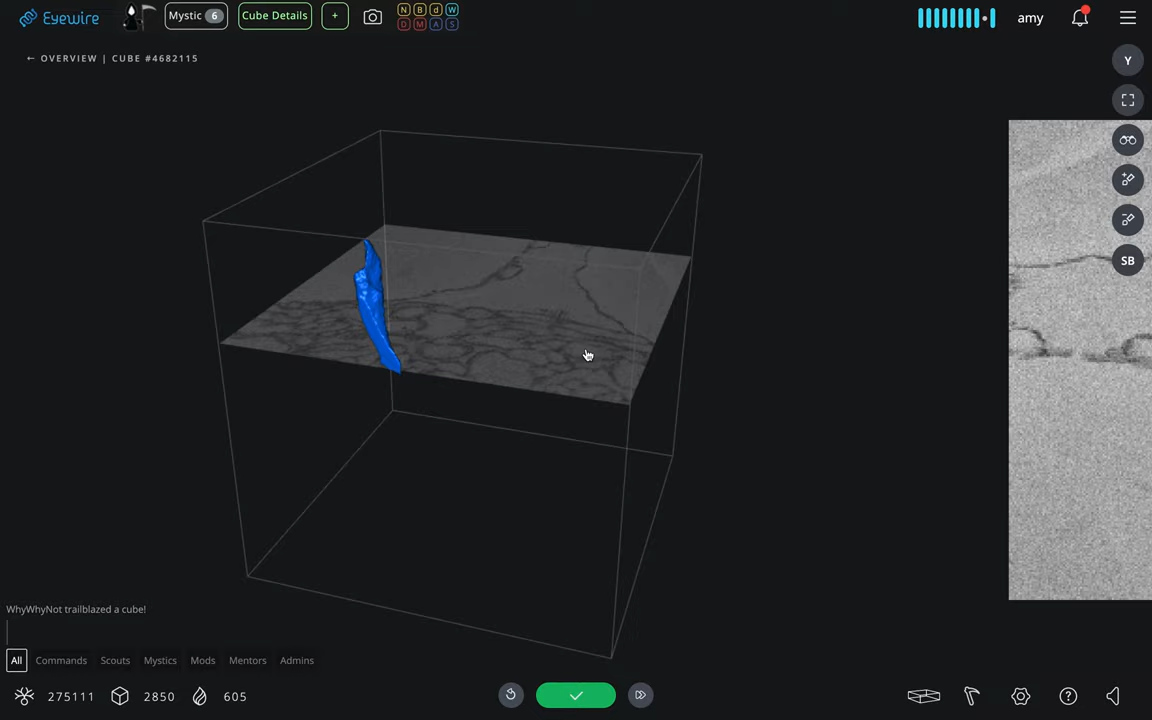 Eyewire
Mystic 6
Cube Details
+
N B d W
D M A S
amy
← OVERVIEW | CUBE #4682115
Y
SB
WhyWhyNot trailblazed a cube!
All Commands Scouts Mystics Mods Mentors Admins
275111 2850 605
?